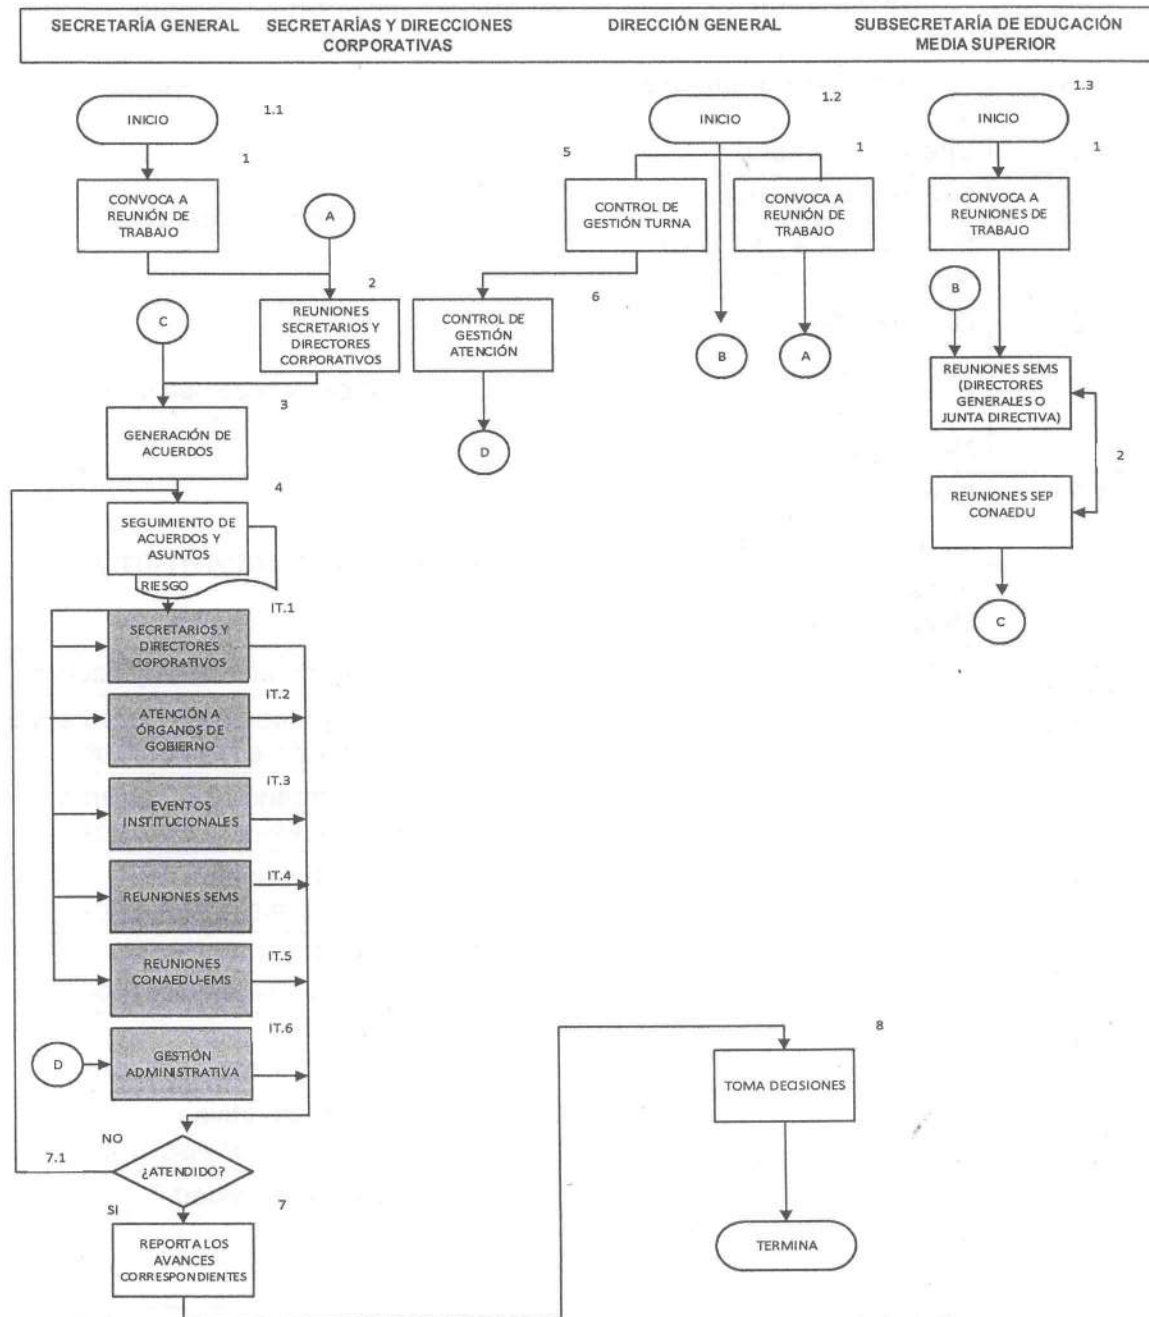 SECRETARÍA GENERAL
SECRETARÍAS Y DIRECCIONES
CORPORATIVAS
DIRECCIÓN GENERAL
SUBSECRETARÍA DE EDUCACIÓN
MEDIA SUPERIOR
1.1
INICIO
1
CONVOCA A
REUNIÓN DE
TRABAJO
A
2
REUNIONES
SECRETARIOS Y
DIRECTORES
CORPORATIVOS
C
3
GENERACIÓN DE
ACUERDOS
4
SEGUIMIENTO DE
ACUERDOS Y
ASUNTOS
RIESGO
IT.1
SECRETARIOS Y
DIRECTORES
COPORATIVOS
IT.2
ATENCIÓN A
ÓRGANOS DE
GOBIERNO
IT.3
EVENTOS
INSTITUCIONALES
IT.4
REUNIONES SEMS
IT.5
REUNIONES
CONAEDU-EMS
IT.6
D
GESTIÓN
ADMINISTRATIVA
NO
7.1
¿ATENDIDO?
SI
7
REPORTA LOS
AVANCES
CORRESPONDIENTES
1.2
INICIO
5
CONTROL DE
GESTIÓN TURNA
1
CONVOCA A
REUNIÓN DE
TRABAJO
6
CONTROL DE
GESTIÓN
ATENCIÓN
B
A
D
8
TOMA DECISIONES
TERMINA
1.3
INICIO
1
CONVOCA A
REUNIONES DE
TRABAJO
B
REUNIONES SEMS
(DIRECTORES
GENERALES O
JUNTA DIRECTIVA)
2
REUNIONES SEP
CONAEDU
C